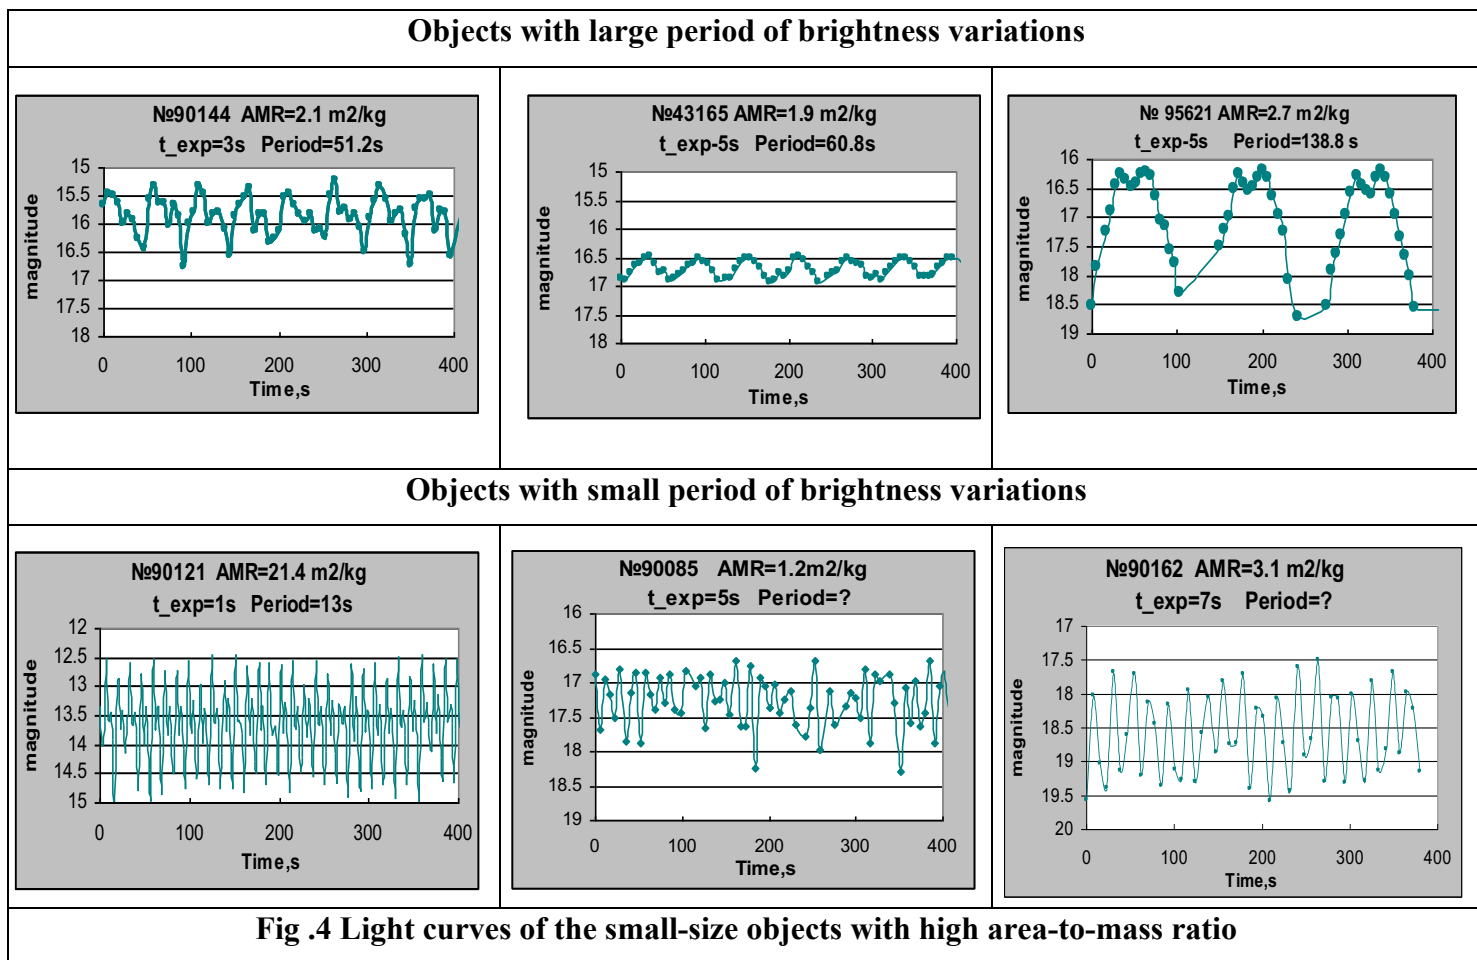 Objects with large period of brightness variations
№90144 AMR=2.1 m2/kg
t_exp=3s Period=51.2s
magnitude
15
15.5
16
16.5
17
17.5
18
0 100 200 300 400
Time,s
№43165 AMR=1.9 m2/kg
t_exp-5s Period=60.8s
magnitude
15
15.5
16
16.5
17
17.5
18
0 100 200 300 400
Time,s
№ 95621 AMR=2.7 m2/kg
t_exp-5s Period=138.8 s
magnitude
16
16.5
17
17.5
18
18.5
19
0 100 200 300 400
Time,s
Objects with small period of brightness variations
№90121 AMR=21.4 m2/kg
t_exp=1s Period=13s
magnitude
12
12.5
13
13.5
14
14.5
15
0 100 200 300 400
Time,s
№90085 AMR=1.2m2/kg
t_exp=5s Period=?
magnitude
16
16.5
17
17.5
18
18.5
19
0 100 200 300 400
Time,s
№90162 AMR=3.1 m2/kg
t_exp=7s Period=?
magnitude
17
17.5
18
18.5
19
19.5
20
0 100 200 300 400
Time,s
Fig .4 Light curves of the small-size objects with high area-to-mass ratio